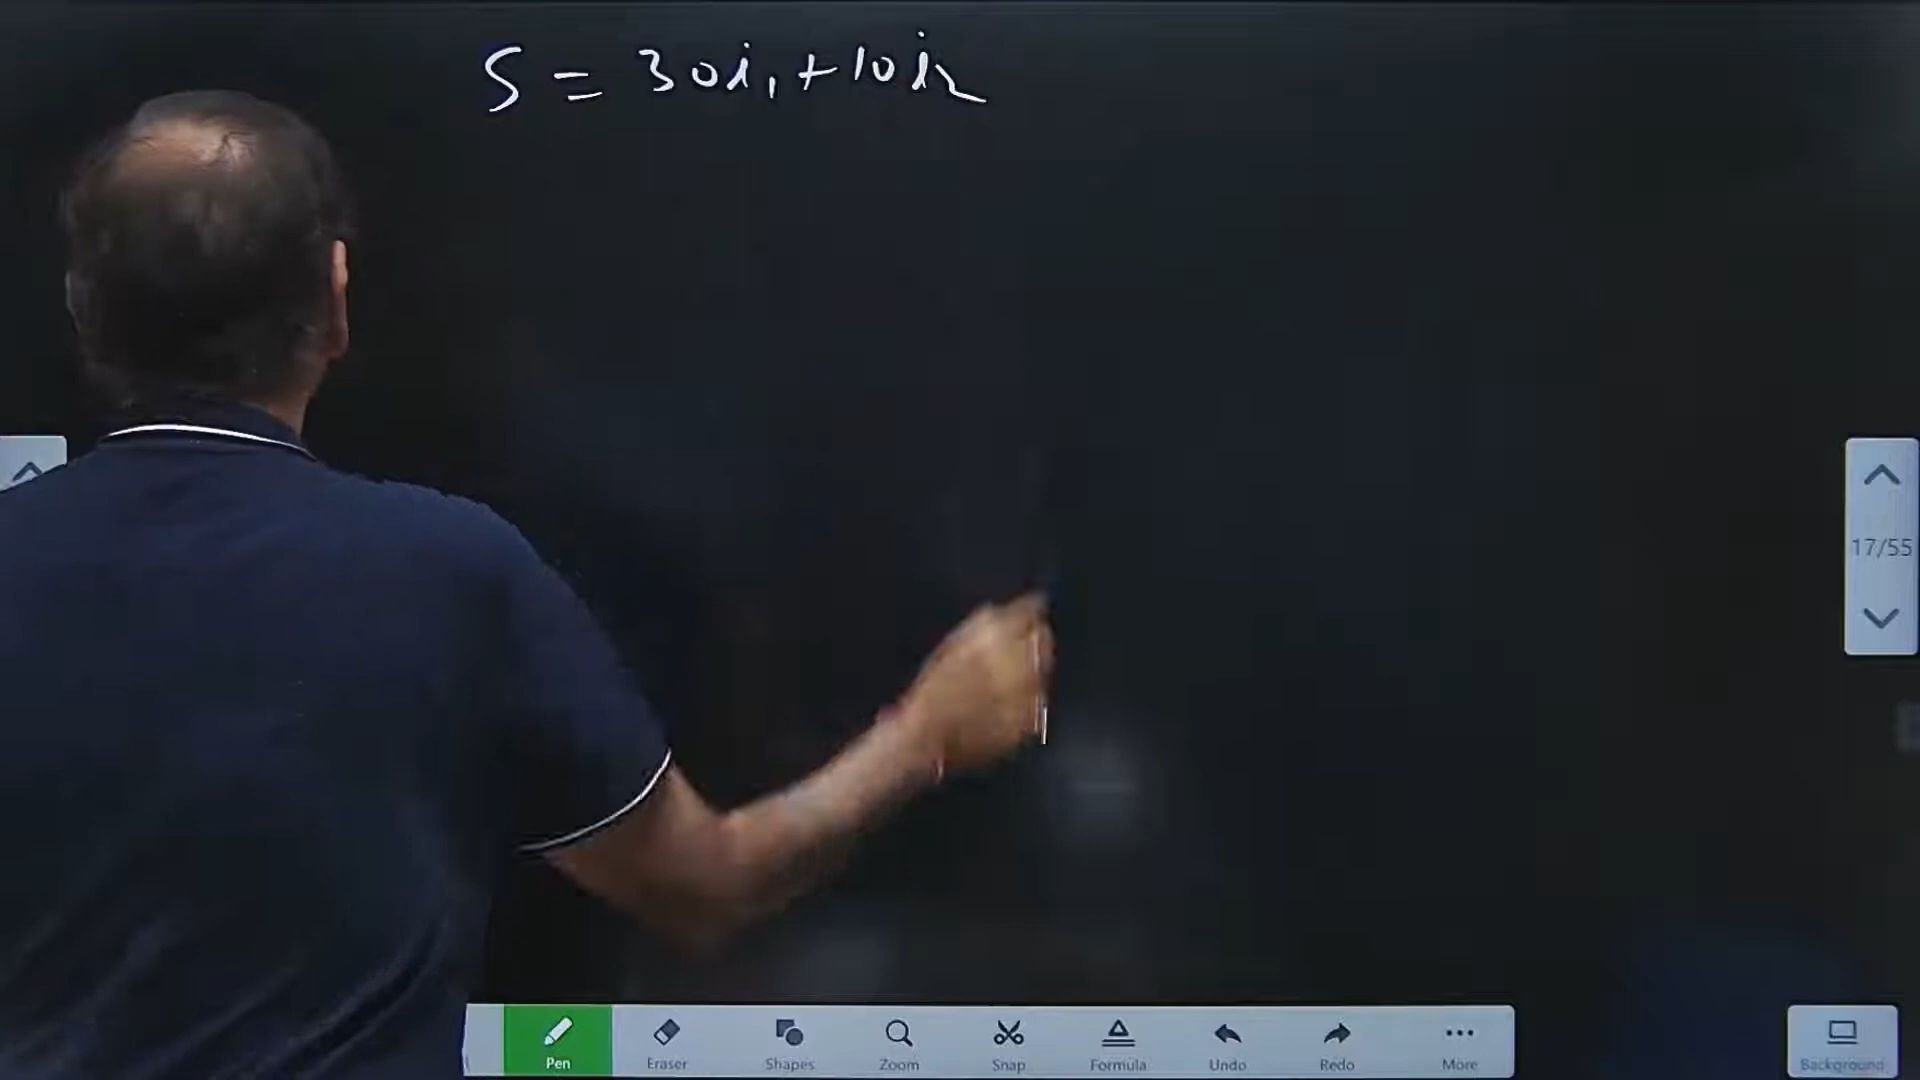 S = 30i₁ + 10i₂
17/55
Pen
Eraser
Shapes
Zoom
Snap
Formula
Undo
Redo
More
Background